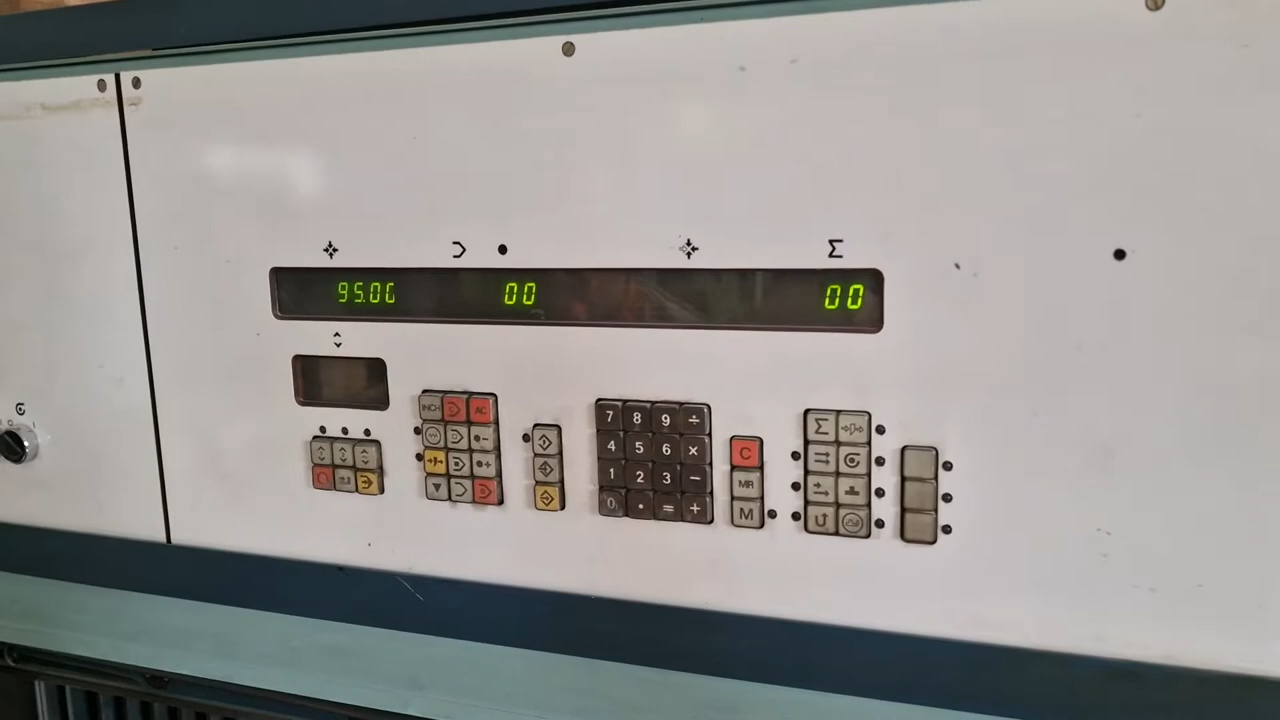 Σ
95.00 00 00
INCH AC
7 8 9 ÷
4 5 6 ×
1 2 3 −
0 . = +
C
MR
M
Σ